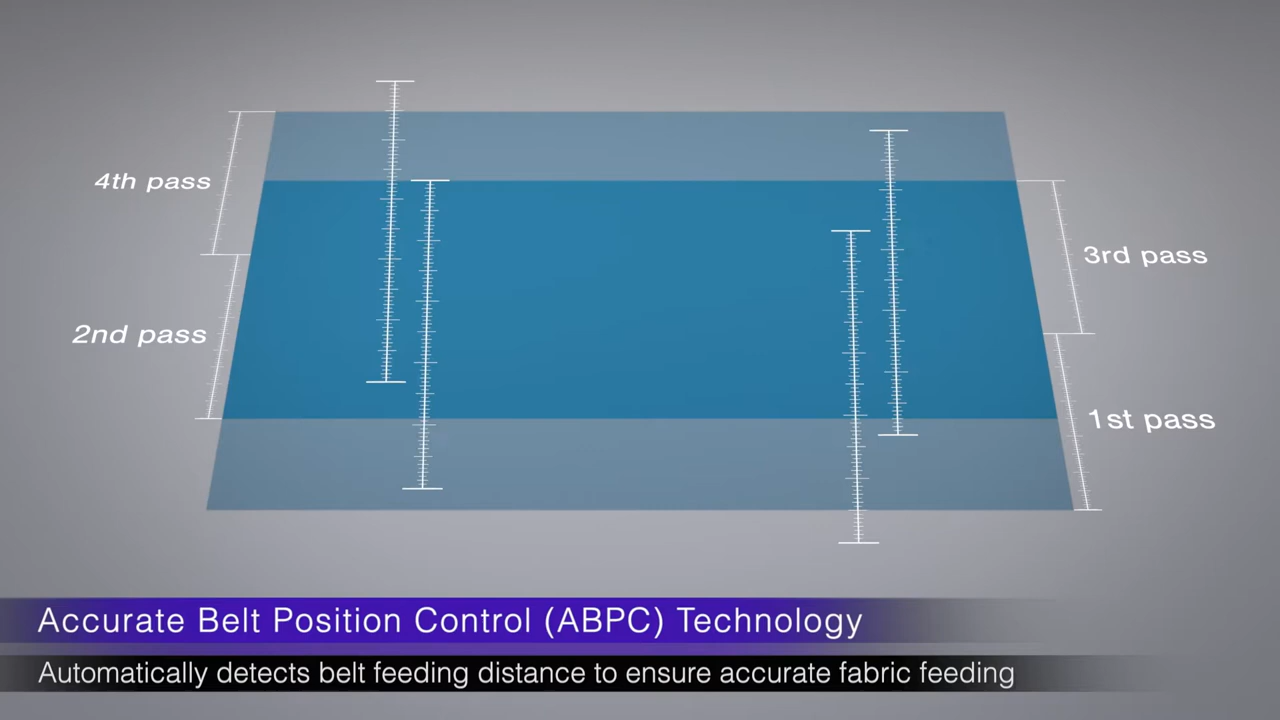 4th pass
3rd pass
2nd pass
1st pass
Accurate Belt Position Control (ABPC) Technology
Automatically detects belt feeding distance to ensure accurate fabric feeding